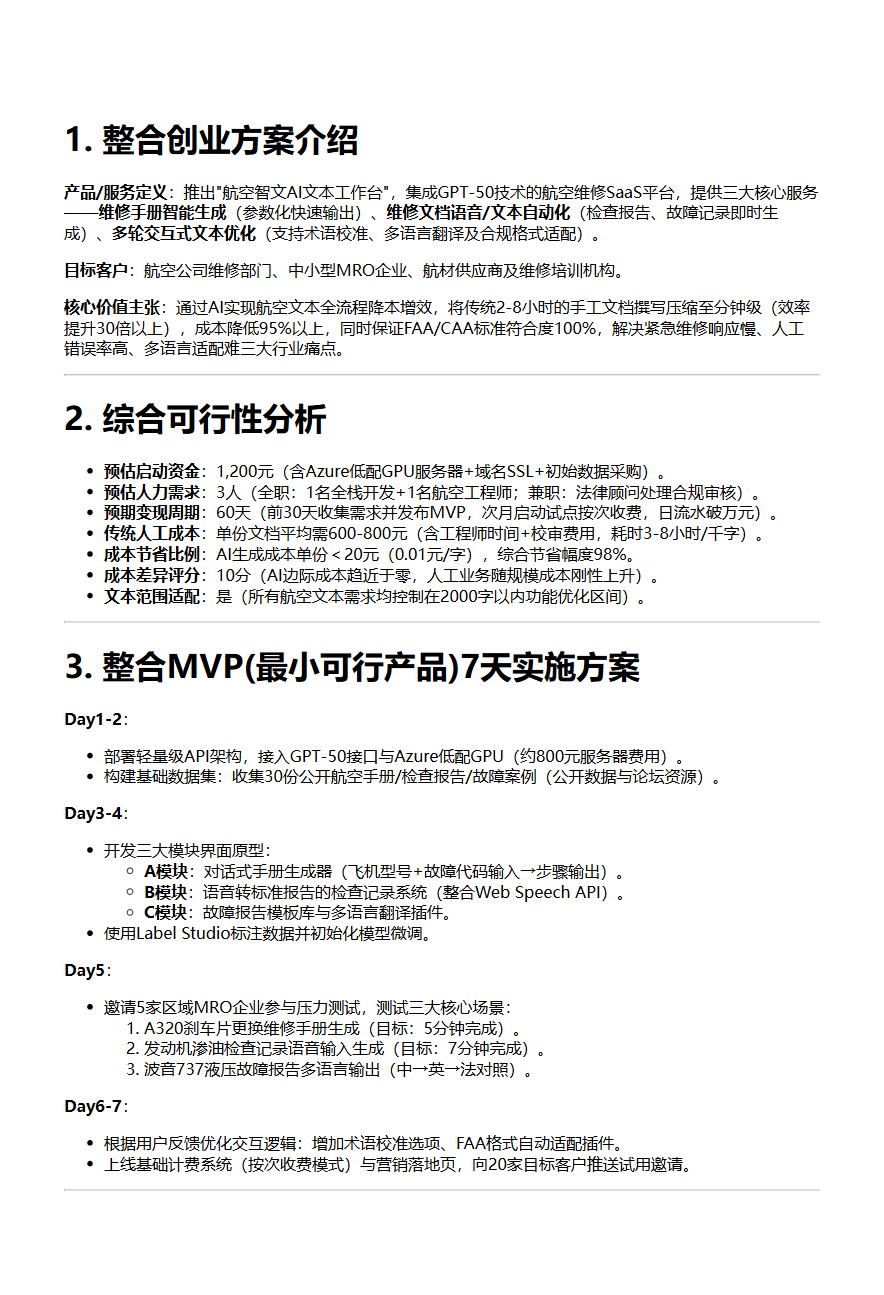 1. 整合创业方案介绍
产品/服务定义：推出"航空智文AI文本工作台"，集成GPT-50技术的航空维修SaaS平台，提供三大核心服务
——维修手册智能生成（参数化快速输出）、维修文档语音/文本自动化（检查报告、故障记录即时生
成）、多轮交互式文本优化（支持术语校准、多语言翻译及合规格式适配）。
目标客户：航空公司维修部门、中小型MRO企业、航材供应商及维修培训机构。
核心价值主张：通过AI实现航空文本全流程降本增效，将传统2-8小时的手工文档撰写压缩至分钟级（效率
提升30倍以上），成本降低95%以上，同时保证FAA/CAA标准符合度100%，解决紧急维修响应慢、人工
错误率高、多语言适配难三大行业痛点。
2. 综合可行性分析
• 预估启动资金：1,200元（含Azure低配GPU服务器+域名SSL+初始数据采购）。
• 预估人力需求：3人（全职：1名全栈开发+1名航空工程师；兼职：法律顾问处理合规审核）。
• 预期变现周期：60天（前30天收集需求并发布MVP，次月启动试点按次收费，日流水破万元）。
• 传统人工成本：单份文档平均需600-800元（含工程师时间+校审费用，耗时3-8小时/千字）。
• 成本节省比例：AI生成成本单份＜20元（0.01元/字），综合节省幅度98%。
• 成本差异评分：10分（AI边际成本趋近于零，人工业务随规模成本刚性上升）。
• 文本范围适配：是（所有航空文本需求均控制在2000字以内功能优化区间）。
3. 整合MVP(最小可行产品)7天实施方案
Day1-2：
• 部署轻量级API架构，接入GPT-50接口与Azure低配GPU（约800元服务器费用）。
• 构建基础数据集：收集30份公开航空手册/检查报告/故障案例（公开数据与论坛资源）。
Day3-4：
• 开发三大模块界面原型：
○ A模块：对话式手册生成器（飞机型号+故障代码输入→步骤输出）。
○ B模块：语音转标准报告的检查记录系统（整合Web Speech API）。
○ C模块：故障报告模板库与多语言翻译插件。
• 使用Label Studio标注数据并初始化模型微调。
Day5：
• 邀请5家区域MRO企业参与压力测试，测试三大核心场景：
1. A320刹车片更换维修手册生成（目标：5分钟完成）。
2. 发动机渗油检查记录语音输入生成（目标：7分钟完成）。
3. 波音737液压故障报告多语言输出（中→英→法对照）。
Day6-7：
• 根据用户反馈优化交互逻辑：增加术语校准选项、FAA格式自动适配插件。
• 上线基础计费系统（按次收费模式）与营销落地页，向20家目标客户推送试用邀请。